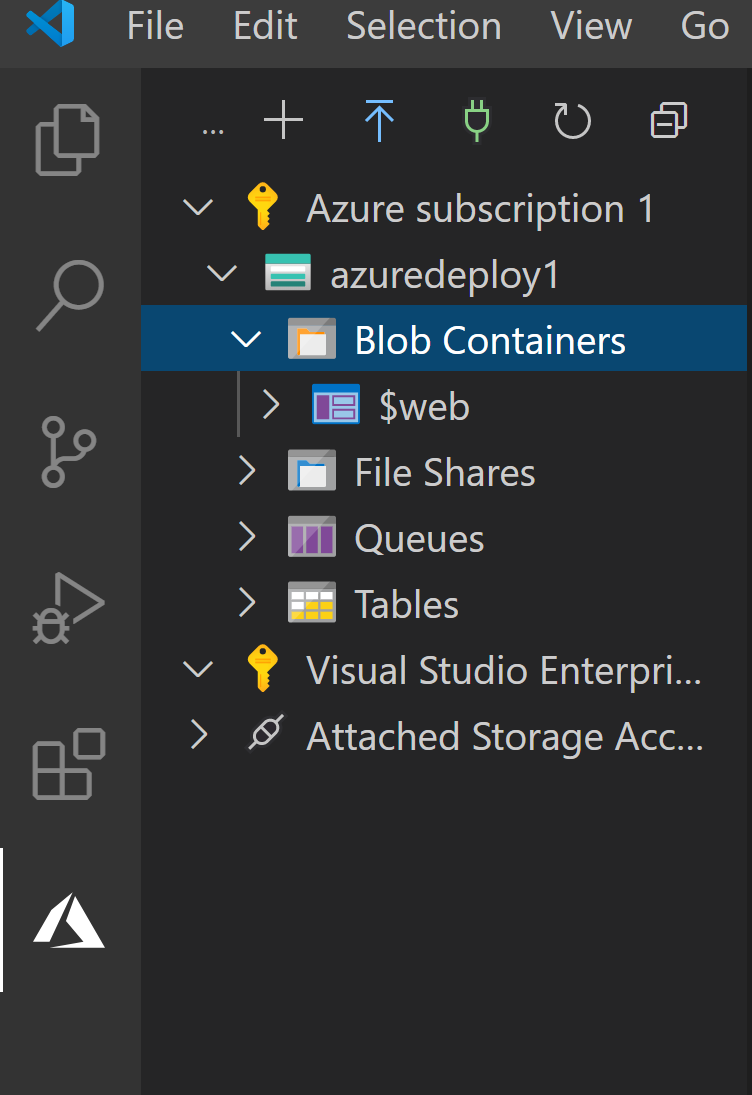 File Edit Selection View Go
...
Azure subscription 1
azuredeploy1
Blob Containers
$web
File Shares
Queues
Tables
Visual Studio Enterpri...
Attached Storage Acc...